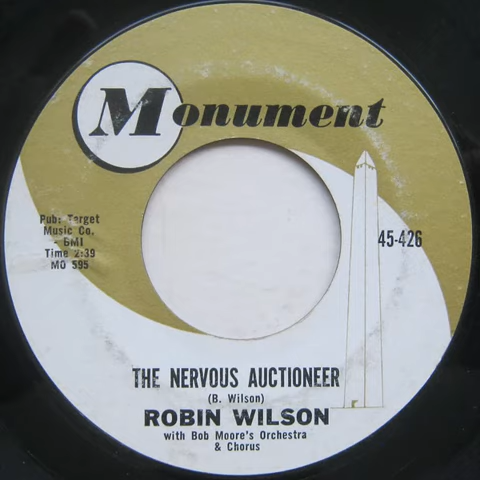 Monument
Pub: Target
Music Co.
- BMI
Time 2:39
MO 595
45-426
THE NERVOUS AUCTIONEER
(B. Wilson)
ROBIN WILSON
with Bob Moore's Orchestra
& Chorus